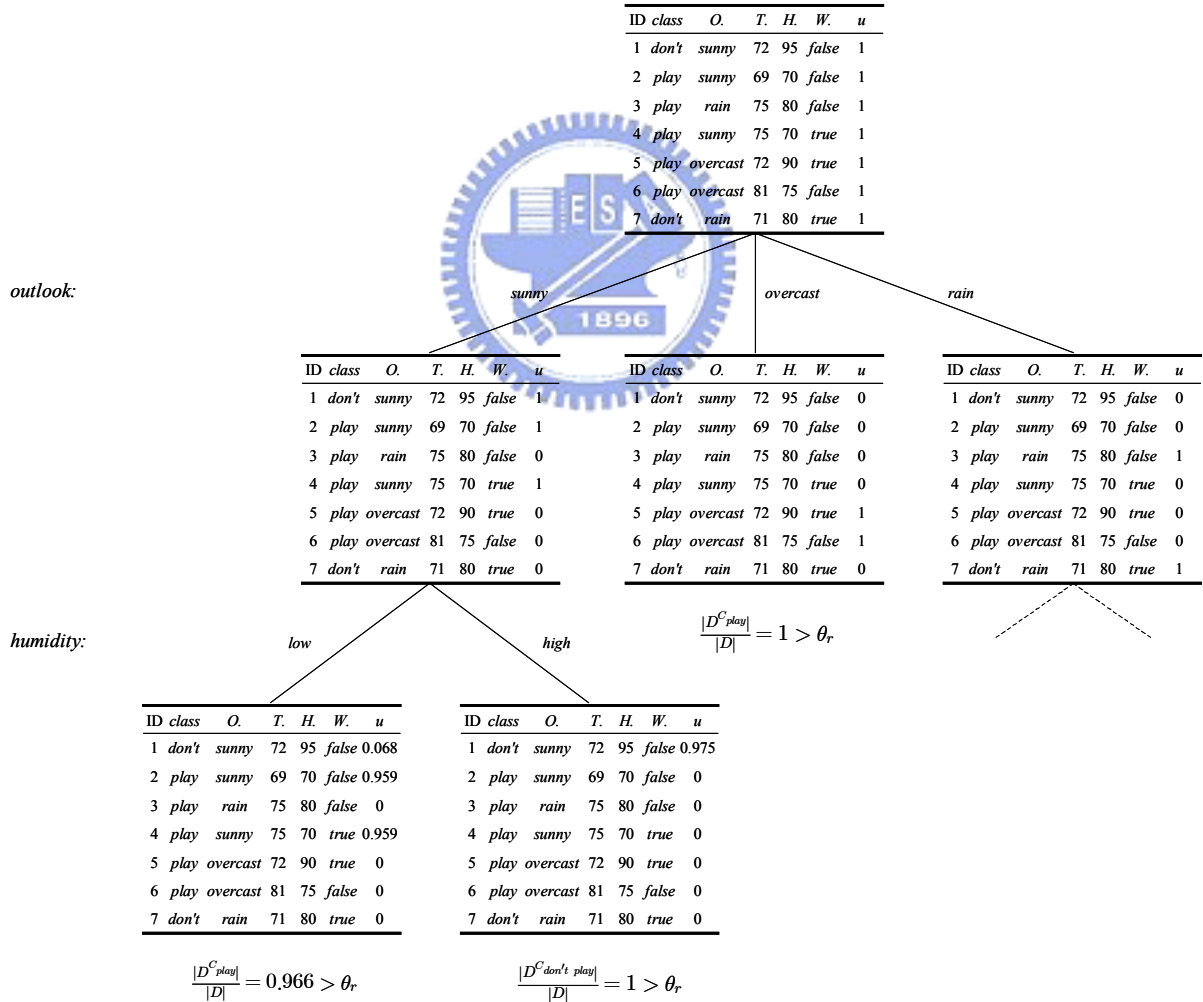 ID class O. T. H. W. u
1 don't sunny 72 95 false 1
2 play sunny 69 70 false 1
3 play rain 75 80 false 1
4 play sunny 75 70 true 1
5 play overcast 72 90 true 1
6 play overcast 81 75 false 1
7 don't rain 71 80 true 1
ES
1896
outlook:
sunny
overcast
rain
ID class O. T. H. W. u
1 don't sunny 72 95 false 1
2 play sunny 69 70 false 1
3 play rain 75 80 false 0
4 play sunny 75 70 true 1
5 play overcast 72 90 true 0
6 play overcast 81 75 false 0
7 don't rain 71 80 true 0
ID class O. T. H. W. u
1 don't sunny 72 95 false 0
2 play sunny 69 70 false 0
3 play rain 75 80 false 0
4 play sunny 75 70 true 0
5 play overcast 72 90 true 1
6 play overcast 81 75 false 1
7 don't rain 71 80 true 0
ID class O. T. H. W. u
1 don't sunny 72 95 false 0
2 play sunny 69 70 false 0
3 play rain 75 80 false 1
4 play sunny 75 70 true 0
5 play overcast 72 90 true 0
6 play overcast 81 75 false 0
7 don't rain 71 80 true 1
|D^{C_{play}}| / |D| = 1 > θ_r
humidity:
low
high
ID class O. T. H. W. u
1 don't sunny 72 95 false 0.068
2 play sunny 69 70 false 0.959
3 play rain 75 80 false 0
4 play sunny 75 70 true 0.959
5 play overcast 72 90 true 0
6 play overcast 81 75 false 0
7 don't rain 71 80 true 0
ID class O. T. H. W. u
1 don't sunny 72 95 false 0.975
2 play sunny 69 70 false 0
3 play rain 75 80 false 0
4 play sunny 75 70 true 0
5 play overcast 72 90 true 0
6 play overcast 81 75 false 0
7 don't rain 71 80 true 0
|D^{C_{play}}| / |D| = 0.966 > θ_r
|D^{C_{don't play}}| / |D| = 1 > θ_r